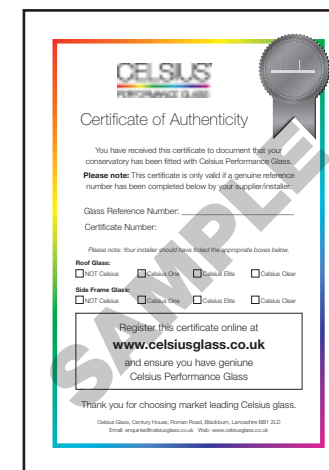 CELSIUS
PERFORMANCE GLASS
Certificate of Authenticity
You have received this certificate to document that your
conservatory has been fitted with Celsius Performance Glass.
Please note: This certificate is only valid if a genuine reference
number has been completed below by your supplier/installer.
Glass Reference Number:
Certificate Number:
Please note: Your installer should have ticked the appropriate boxes below.
Roof Glass:
NOT Celsius Celsius One Celsius Elite Celsius Clear
Side Frame Glass:
NOT Celsius Celsius One Celsius Elite Celsius Clear
Register this certificate online at
www.celsiusglass.co.uk
and ensure you have geniune
Celsius Performance Glass
Thank you for choosing market leading Celsius glass.
Celsius Glass, Century House, Roman Road, Blackburn, Lancashire BB1 2LD
Email: enquiries@celsiusglass.co.uk Web: www.celsiusglass.co.uk
SAMPLE